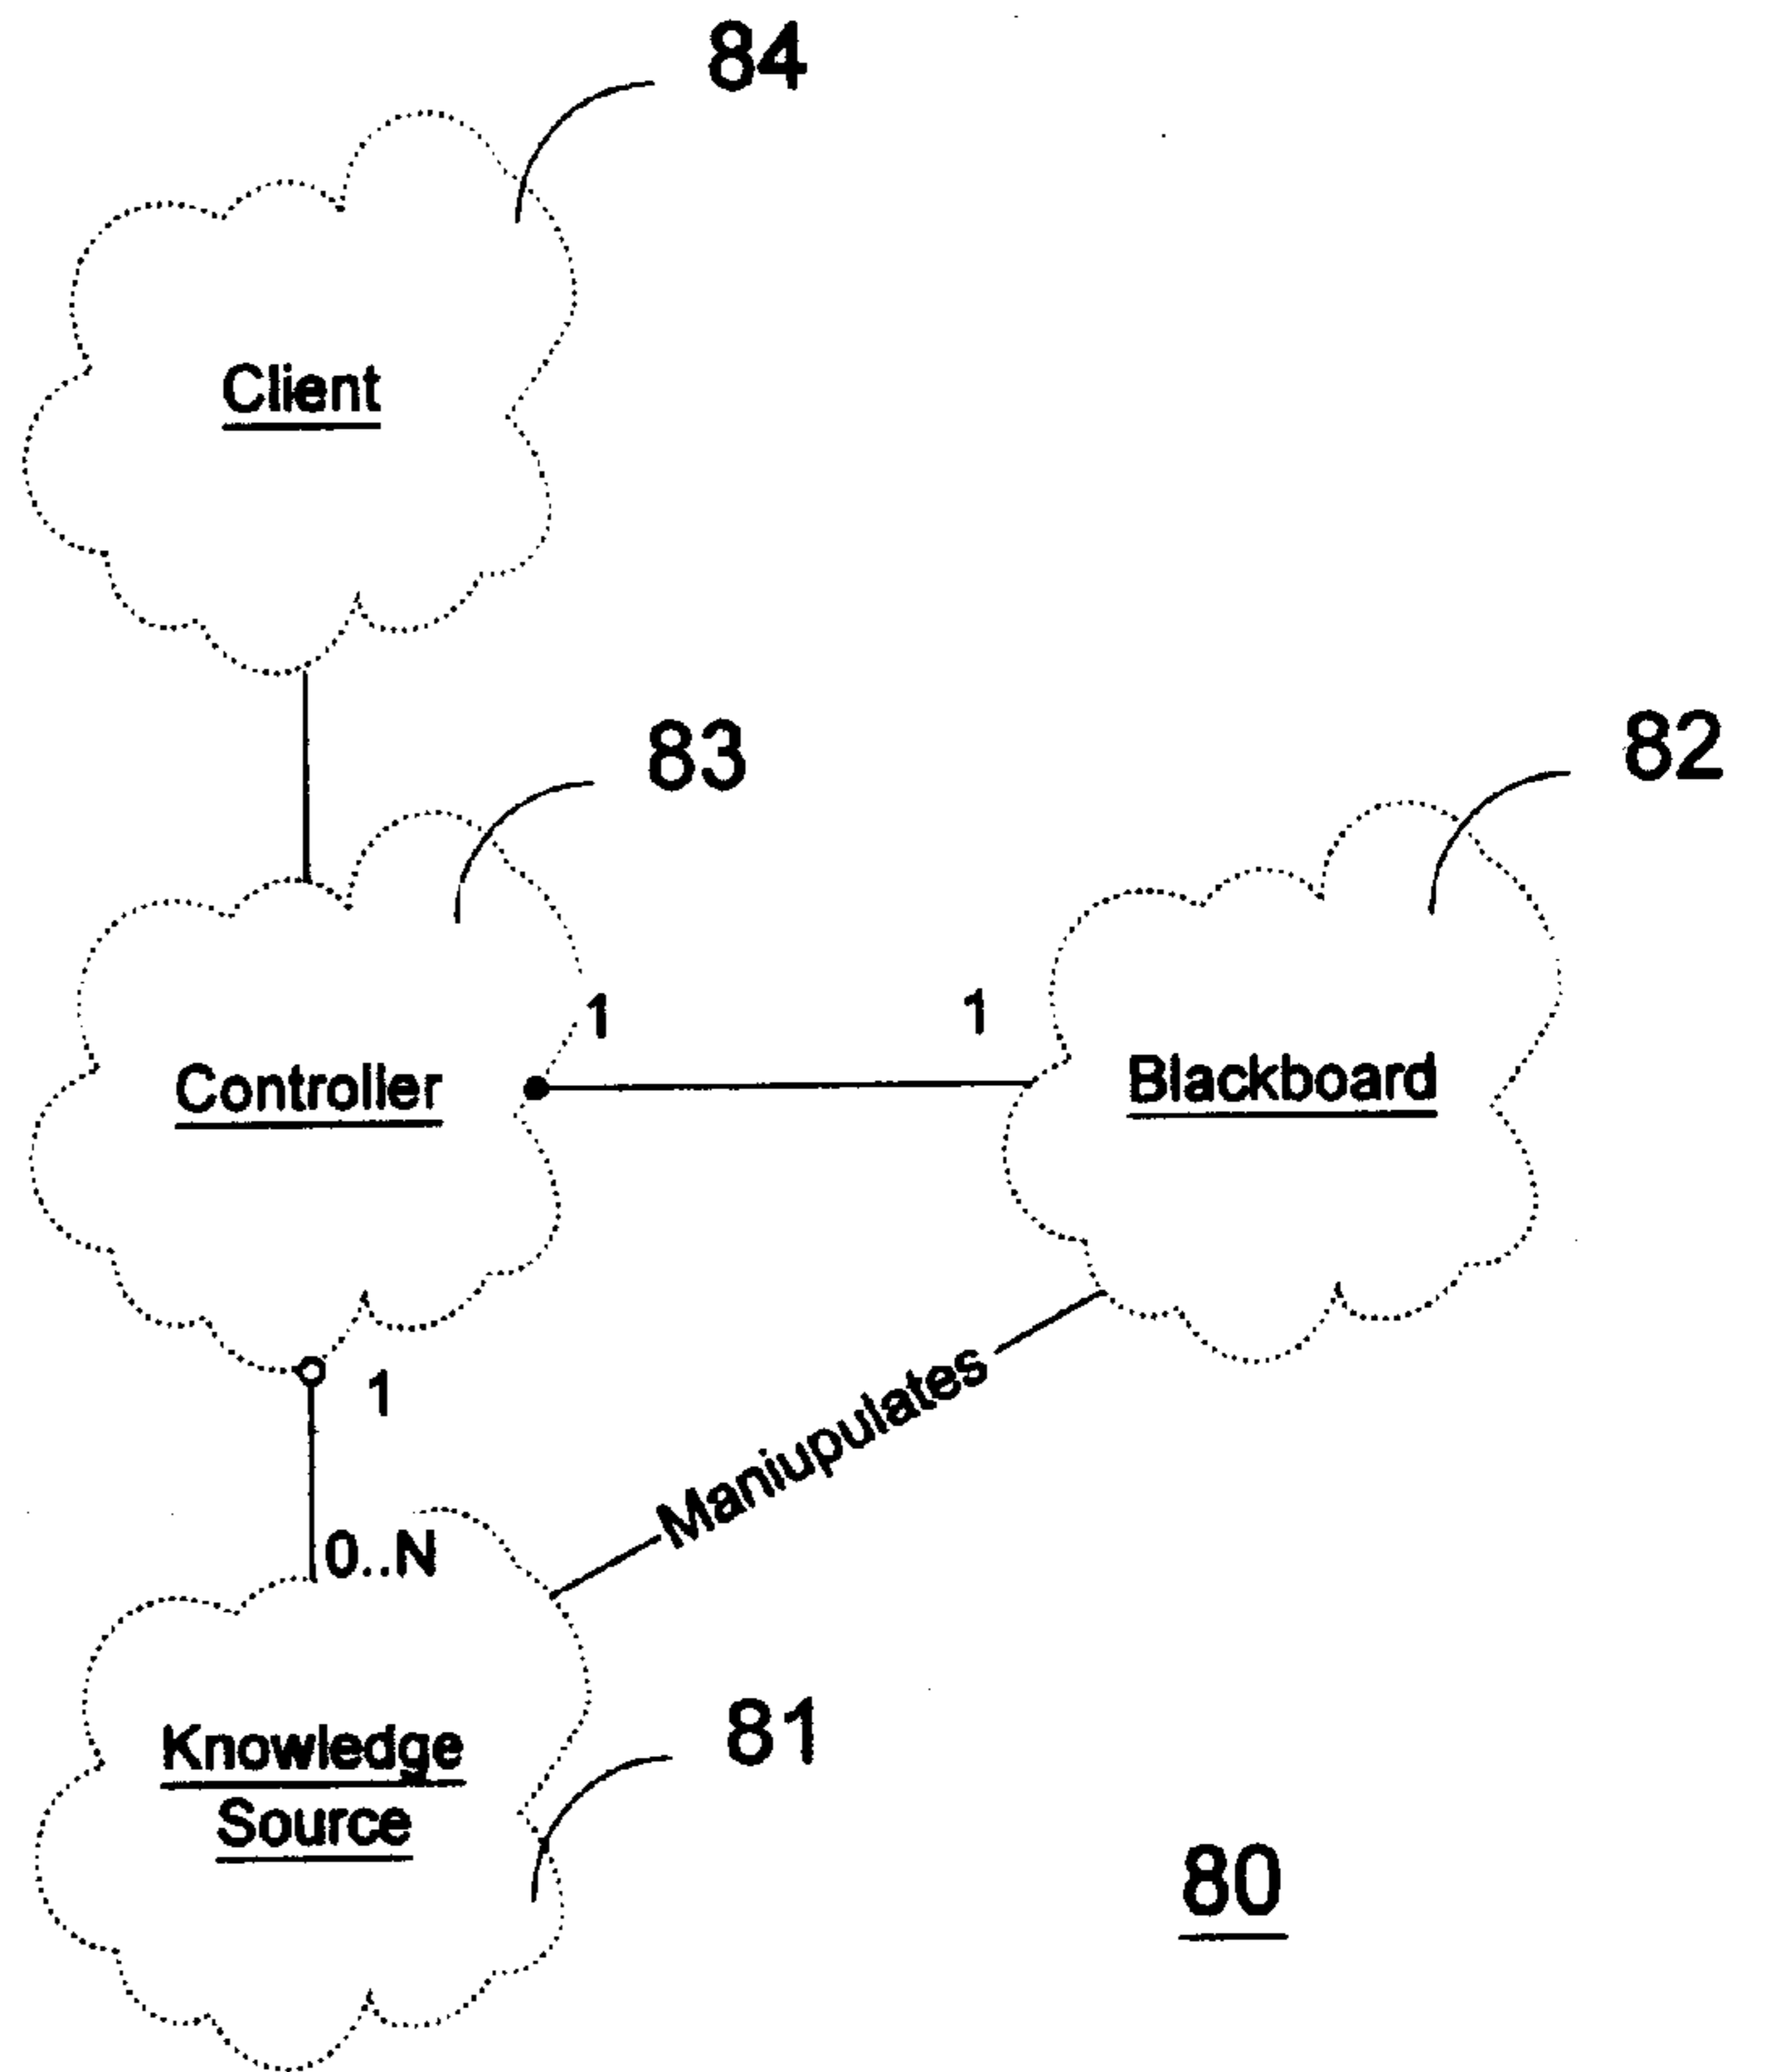 84
Client
83
82
1
1
Controller
Blackboard
1
Maniupulates
0..N
Knowledge
Source
81
80